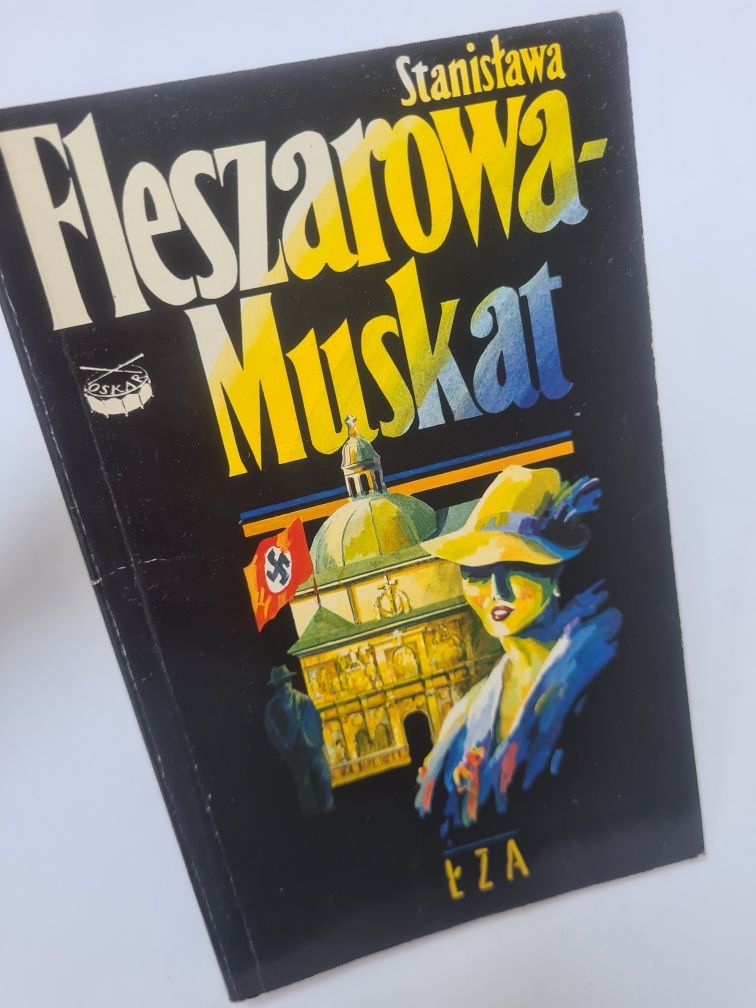 Stanisława
Fleszarowa-
Muskat
OSKAR
ŁZA